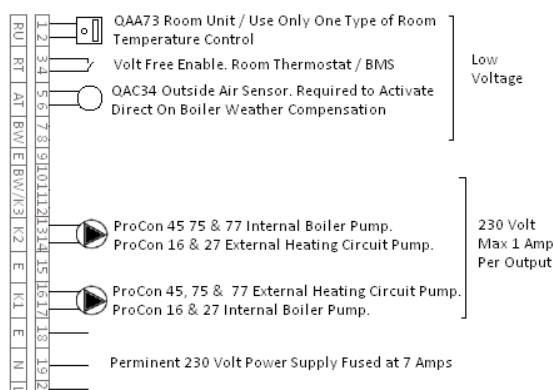 RU
1
2
QAA73 Room Unit / Use Only One Type of Room
Temperature Control
RT
3
4
Volt Free Enable. Room Thermostat / BMS
Low
Voltage
AT
5
6
QAC34 Outside Air Sensor. Required to Activate
Direct On Boiler Weather Compensation
BW
7
8
E
9
BW/K3
10
11
12
K2
13
14
ProCon 45 75 & 77 Internal Boiler Pump.
ProCon 16 & 27 External Heating Circuit Pump.
230 Volt
Max 1 Amp
Per Output
E
15
K1
16
17
ProCon 45, 75 & 77 External Heating Circuit Pump.
ProCon 16 & 27 Internal Boiler Pump.
E
18
N
19
Perminent 230 Volt Power Supply Fused at 7 Amps